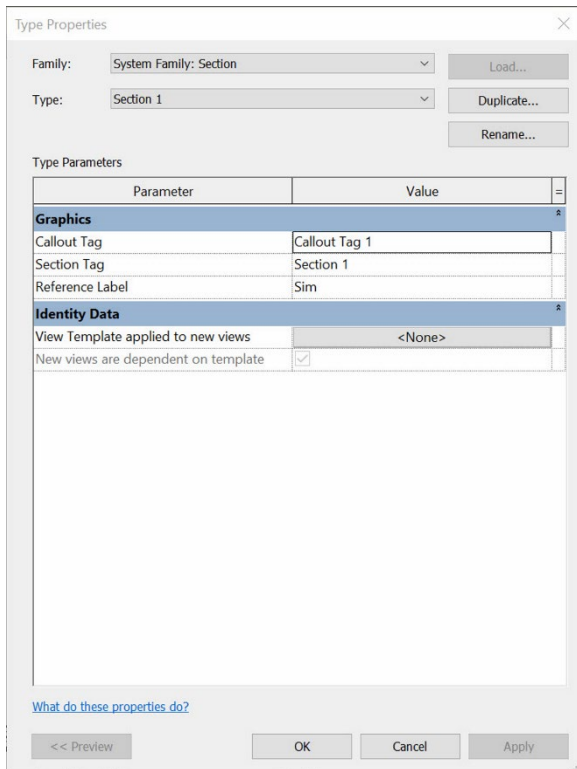 Type Properties
Family: System Family: Section Load...
Type: Section 1 Duplicate...
Rename...
Type Parameters
Parameter Value =
Graphics
Callout Tag Callout Tag 1
Section Tag Section 1
Reference Label Sim
Identity Data
View Template applied to new views <None>
New views are dependent on template
What do these properties do?
<< Preview OK Cancel Apply